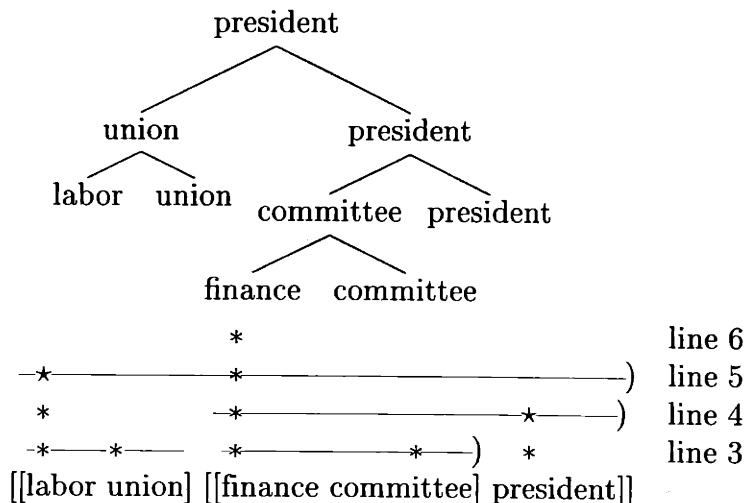 president
union president
labor union committee president
finance committee
* line 6
★ * ) line 5
* * ★ ) line 4
* * * * ) * line 3
[[labor union] [[finance committee] president]]